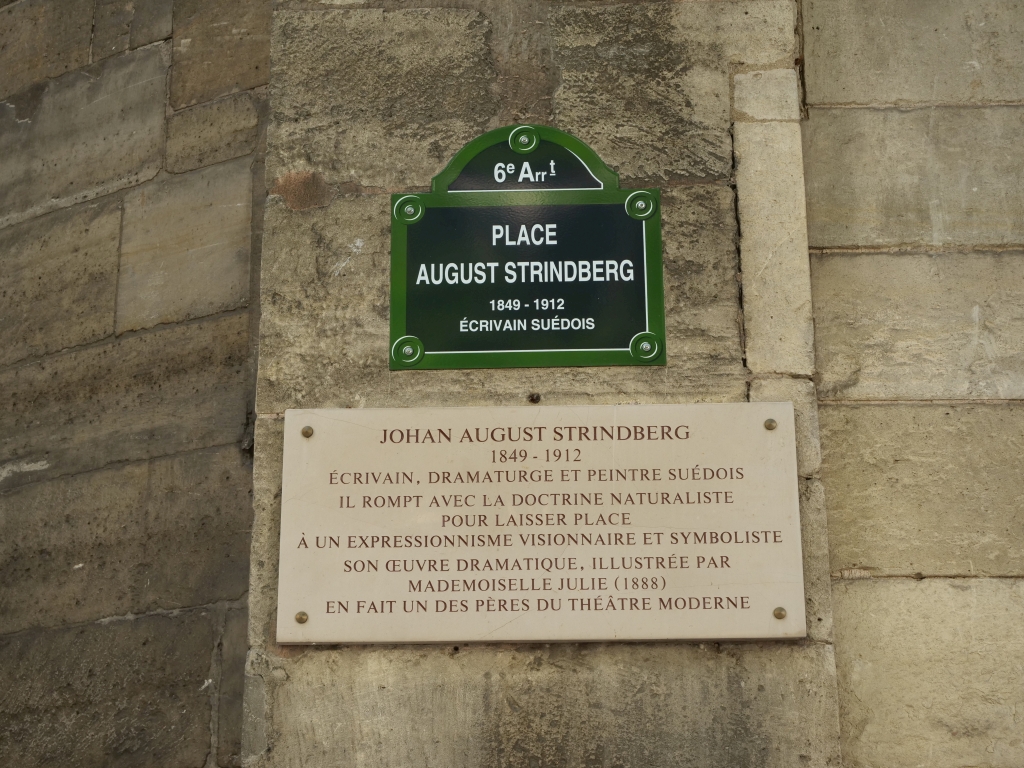 6e Arrt
PLACE
AUGUST STRINDBERG
1849 - 1912
ÉCRIVAIN SUÉDOIS
JOHAN AUGUST STRINDBERG
1849 - 1912
ÉCRIVAIN, DRAMATURGE ET PEINTRE SUÉDOIS
IL ROMPT AVEC LA DOCTRINE NATURALISTE
POUR LAISSER PLACE
À UN EXPRESSIONNISME VISIONNAIRE ET SYMBOLISTE
SON ŒUVRE DRAMATIQUE, ILLUSTRÉE PAR
MADEMOISELLE JULIE (1888)
EN FAIT UN DES PÈRES DU THÉÂTRE MODERNE